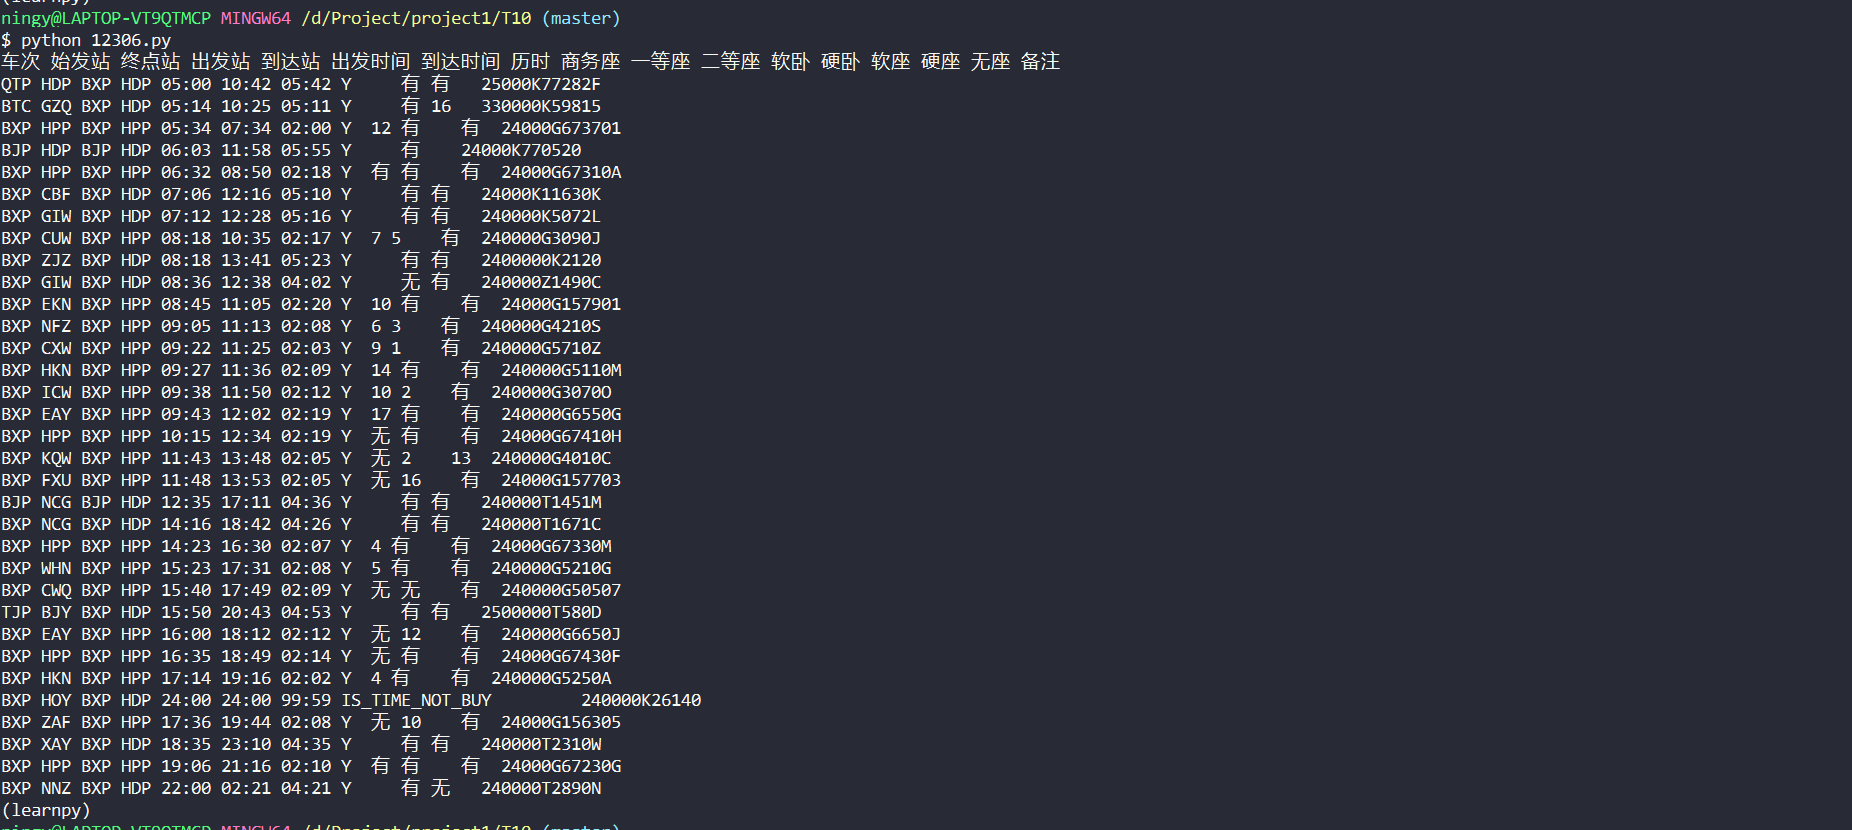 (learnpy)
ningy@LAPTOP-VT9QTMCP MINGW64 /d/Project/project1/T10 (master)
$ python 12306.py
车次 始发站 终点站 出发站 到达站 出发时间 到达时间 历时 商务座 一等座 二等座 软卧 硬卧 软座 硬座 无座 备注
QTP HDP BXP HDP 05:00 10:42 05:42 Y 有 有 25000K77282F
BTC GZQ BXP HDP 05:14 10:25 05:11 Y 有 16 330000K59815
BXP HPP BXP HPP 05:34 07:34 02:00 Y 12 有 有 24000G673701
BJP HDP BJP HDP 06:03 11:58 05:55 Y 有 24000K770520
BXP HPP BXP HPP 06:32 08:50 02:18 Y 有 有 有 24000G67310A
BXP CBF BXP HDP 07:06 12:16 05:10 Y 有 有 24000K11630K
BXP GIW BXP HDP 07:12 12:28 05:16 Y 有 有 240000K5072L
BXP CUW BXP HPP 08:18 10:35 02:17 Y 7 5 有 240000G3090J
BXP ZJZ BXP HDP 08:18 13:41 05:23 Y 有 有 2400000K2120
BXP GIW BXP HDP 08:36 12:38 04:02 Y 无 有 240000Z1490C
BXP EKN BXP HPP 08:45 11:05 02:20 Y 10 有 有 24000G157901
BXP NFZ BXP HPP 09:05 11:13 02:08 Y 6 3 有 240000G4210S
BXP CXW BXP HPP 09:22 11:25 02:03 Y 9 1 有 240000G5710Z
BXP HKN BXP HPP 09:27 11:36 02:09 Y 14 有 有 240000G5110M
BXP ICW BXP HPP 09:38 11:50 02:12 Y 10 2 有 240000G3070O
BXP EAY BXP HPP 09:43 12:02 02:19 Y 17 有 有 240000G6550G
BXP HPP BXP HPP 10:15 12:34 02:19 Y 无 有 有 24000G67410H
BXP KQW BXP HPP 11:43 13:48 02:05 Y 无 2 13 240000G4010C
BXP FXU BXP HPP 11:48 13:53 02:05 Y 无 16 有 24000G157703
BJP NCG BJP HDP 12:35 17:11 04:36 Y 有 有 240000T1451M
BXP NCG BXP HDP 14:16 18:42 04:26 Y 有 有 240000T1671C
BXP HPP BXP HPP 14:23 16:30 02:07 Y 4 有 有 24000G67330M
BXP WHN BXP HPP 15:23 17:31 02:08 Y 5 有 有 240000G5210G
BXP CWQ BXP HPP 15:40 17:49 02:09 Y 无 无 有 24000G50507
TJP BJY BXP HDP 15:50 20:43 04:53 Y 有 有 2500000T580D
BXP EAY BXP HPP 16:00 18:12 02:12 Y 无 12 有 240000G6650J
BXP HPP BXP HPP 16:35 18:49 02:14 Y 无 有 有 24000G67430F
BXP HKN BXP HPP 17:14 19:16 02:02 Y 4 有 有 240000G5250A
BXP HOY BXP HDP 24:00 24:00 99:59 IS_TIME_NOT_BUY 240000K26140
BXP ZAF BXP HPP 17:36 19:44 02:08 Y 无 10 有 24000G156305
BXP XAY BXP HDP 18:35 23:10 04:35 Y 有 有 240000T2310W
BXP HPP BXP HPP 19:06 21:16 02:10 Y 有 有 有 24000G67230G
BXP NNZ BXP HDP 22:00 02:21 04:21 Y 有 无 240000T2890N
(learnpy)
ningy@LAPTOP-VT9QTMCP MINGW64 /d/Project/project1/T10 (master)